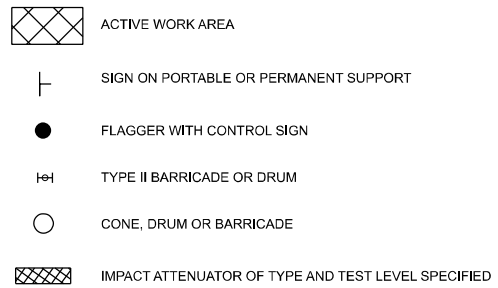 ACTIVE WORK AREA
SIGN ON PORTABLE OR PERMANENT SUPPORT
FLAGGER WITH CONTROL SIGN
TYPE II BARRICADE OR DRUM
CONE, DRUM OR BARRICADE
IMPACT ATTENUATOR OF TYPE AND TEST LEVEL SPECIFIED